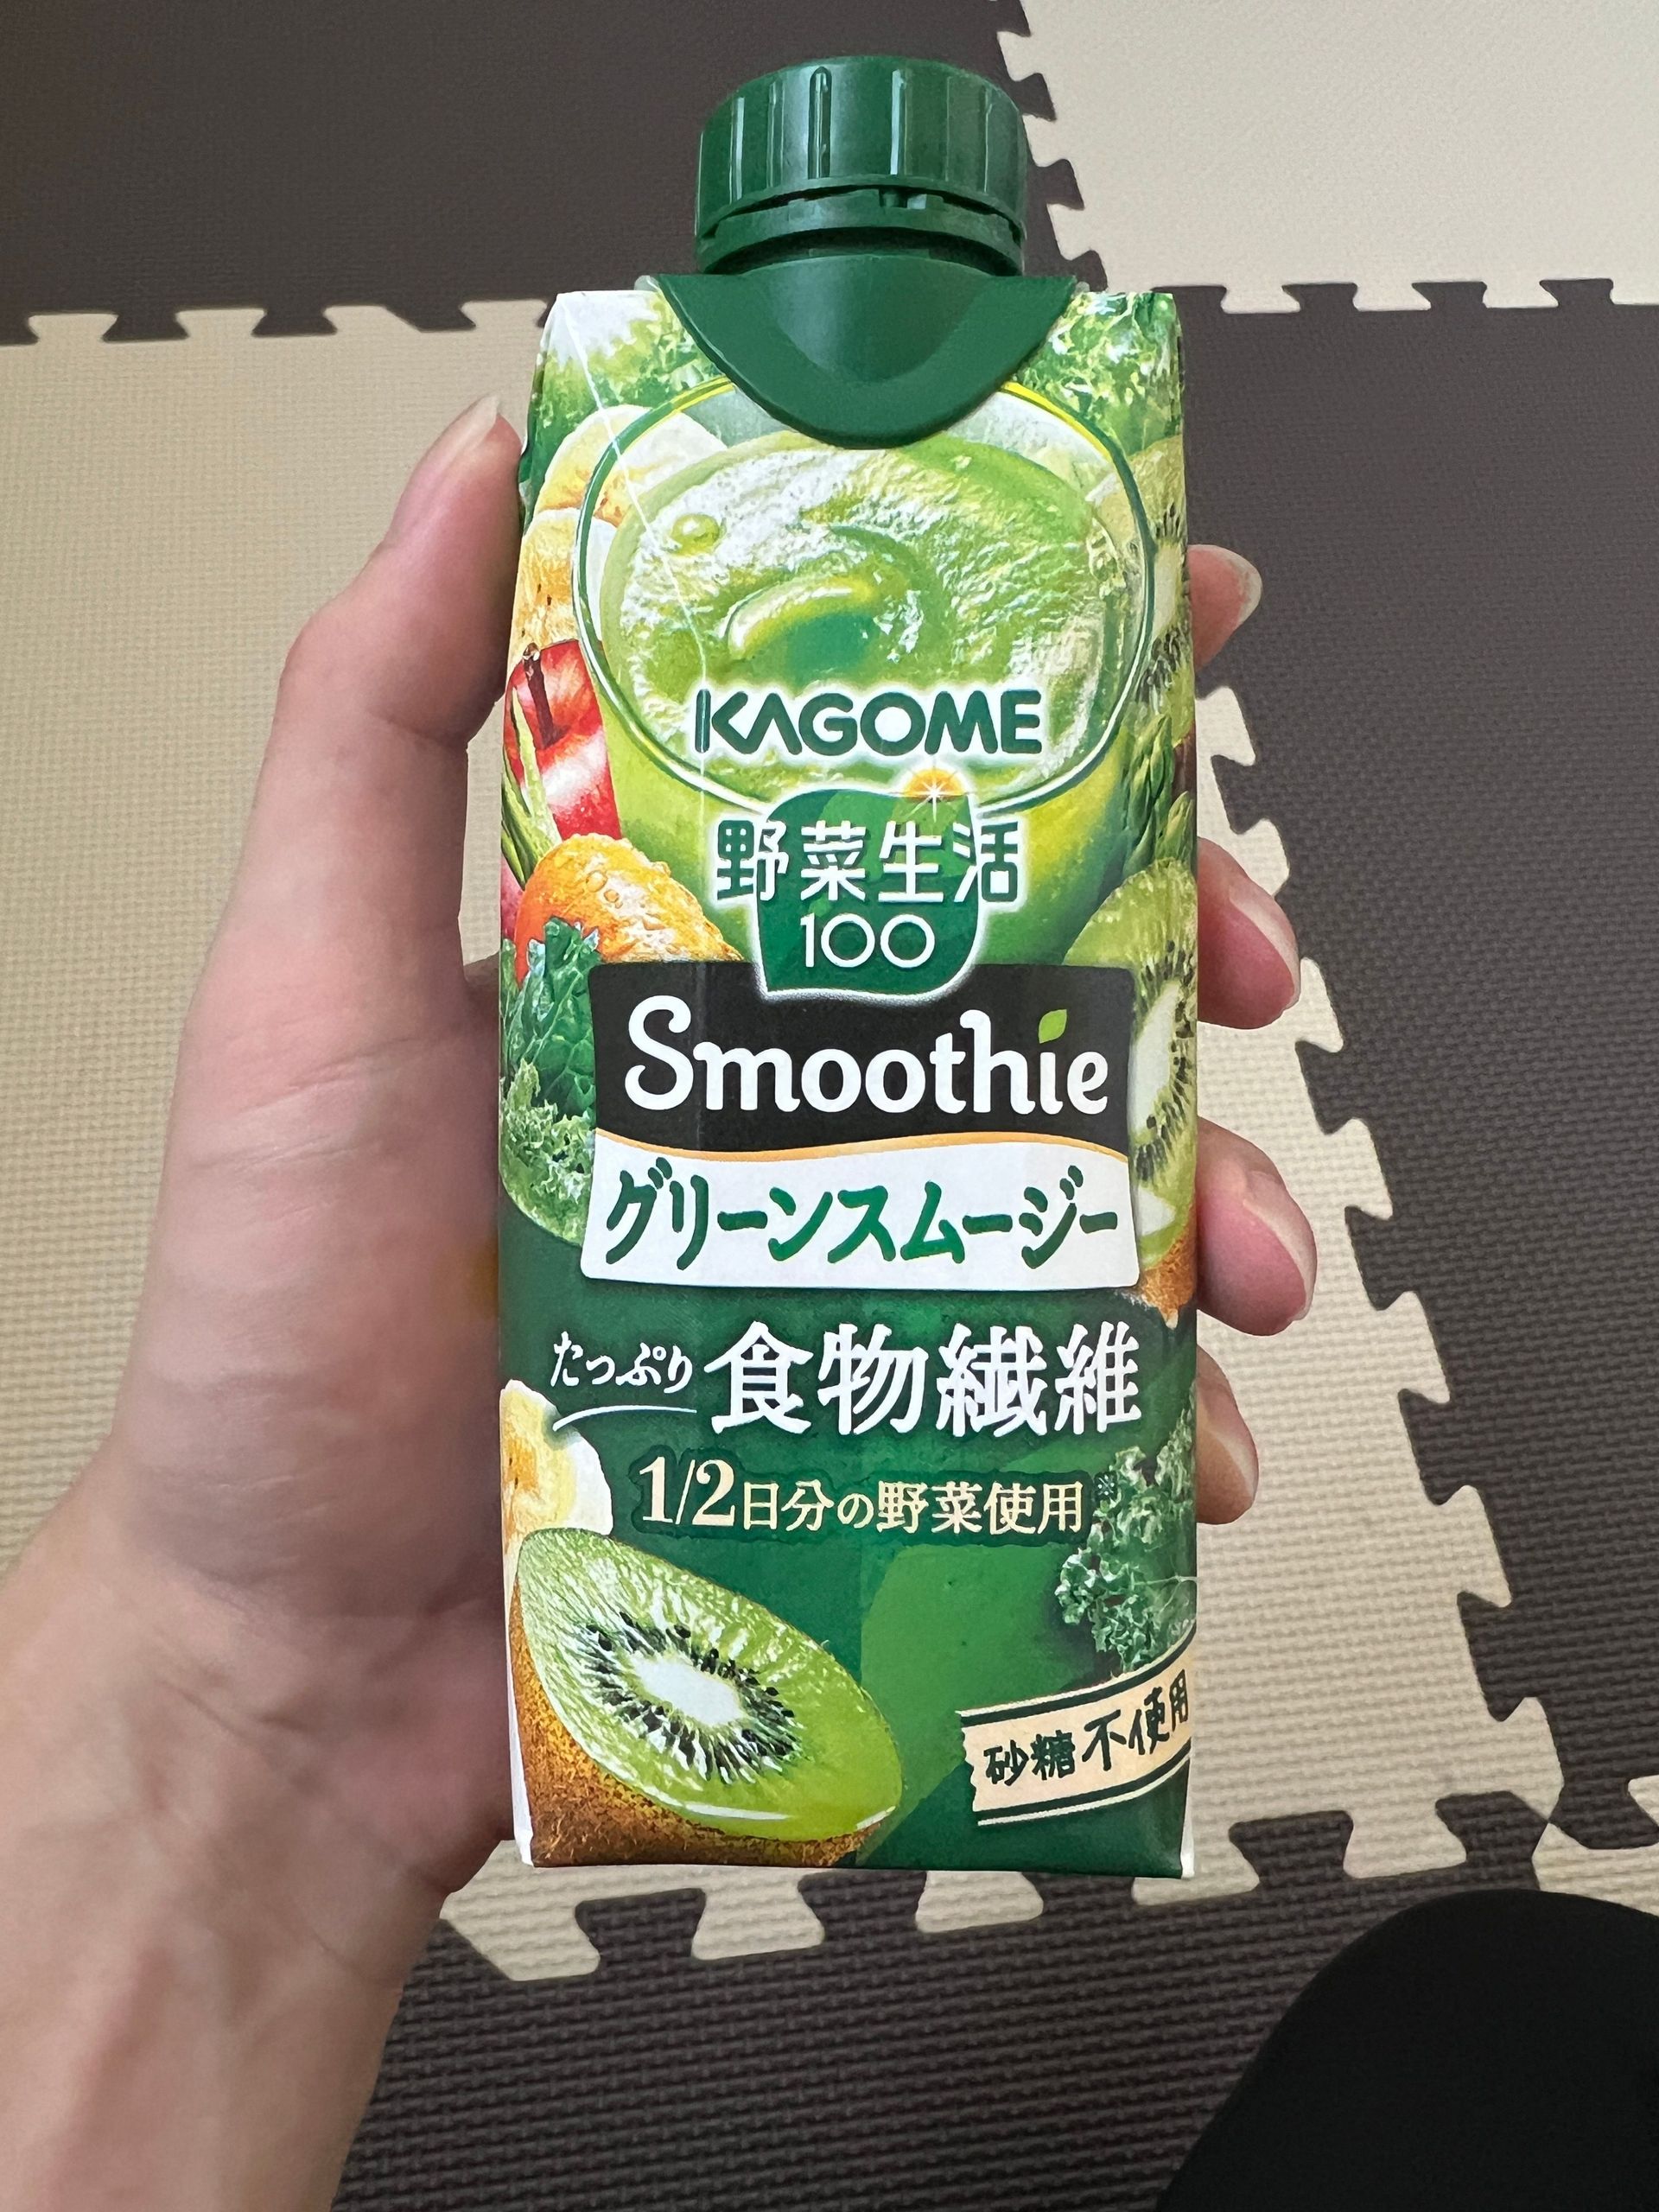 KAGOME
野菜生活
100
Smoothie
グリーンスムージー
たっぷり食物繊維
1/2日分の野菜使用※
砂糖不使用